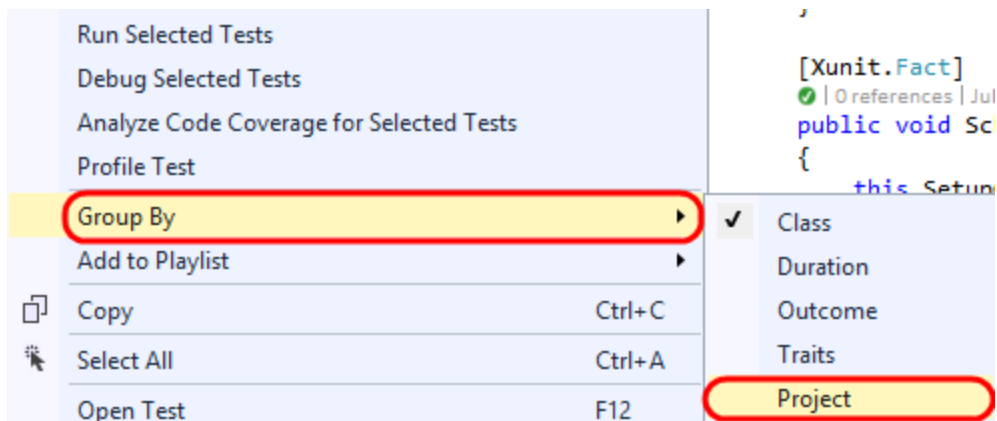 Run Selected Tests
Debug Selected Tests
Analyze Code Coverage for Selected Tests
Profile Test
Group By
Add to Playlist
Copy Ctrl+C
Select All Ctrl+A
Open Test F12
}
[Xunit.Fact]
0 references | Jul
public void Sc
{
this
Class
Duration
Outcome
Traits
Project